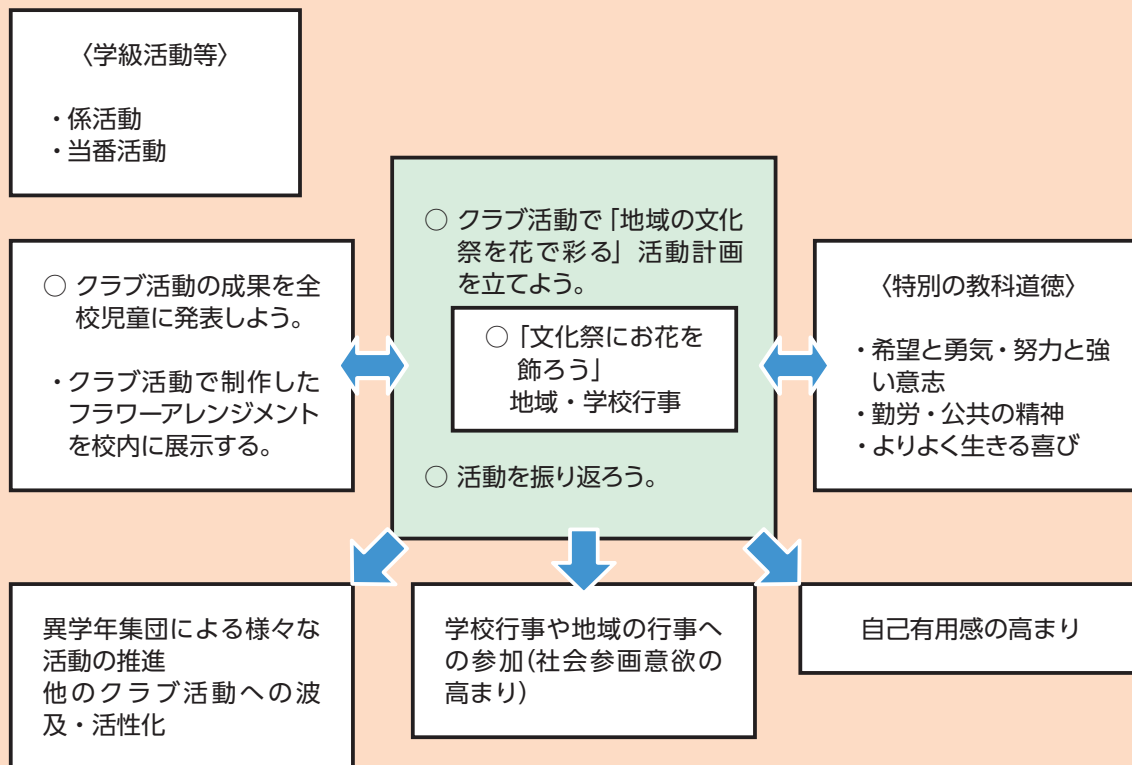 〈学級活動等〉
・係活動
・当番活動
○ クラブ活動の成果を全
校児童に発表しよう。
・クラブ活動で制作した
フラワーアレンジメント
を校内に展示する。
○ クラブ活動で「地域の文化
祭を花で彩る」活動計画
を立てよう。
○「文化祭にお花を
飾ろう」
地域・学校行事
○ 活動を振り返ろう。
〈特別の教科道徳〉
・希望と勇気・努力と強
い意志
・勤労・公共の精神
・よりよく生きる喜び
異学年集団による様々な
活動の推進
他のクラブ活動への波
及・活性化
学校行事や地域の行事へ
の参加(社会参画意欲の
高まり)
自己有用感の高まり